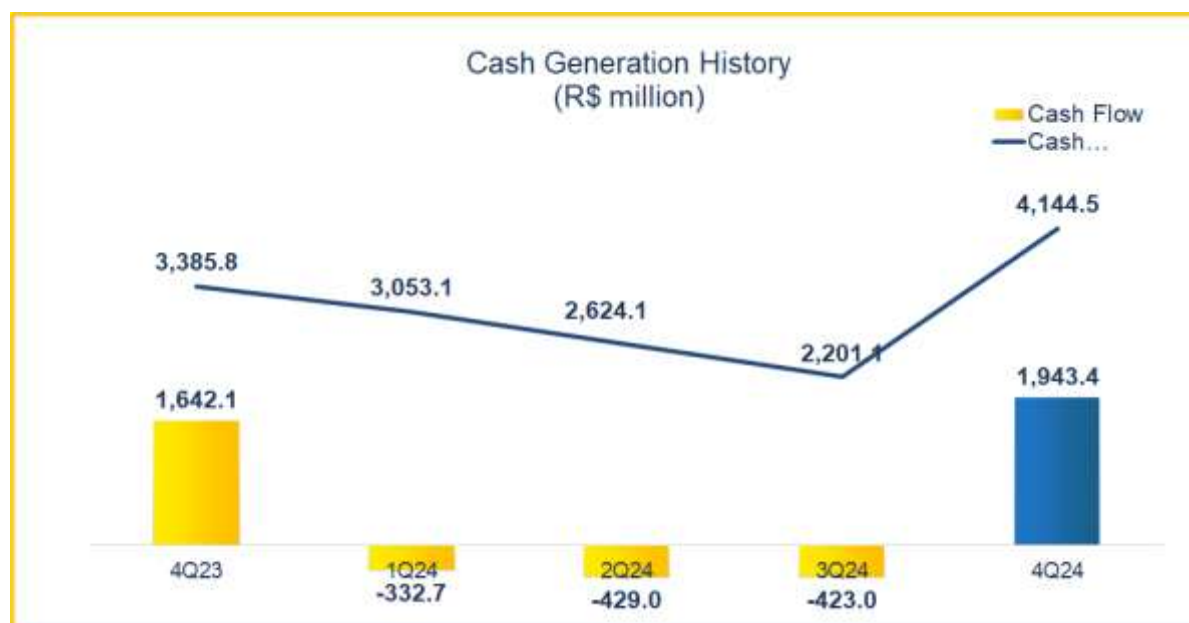 Cash Generation History
(R$ million)
Cash Flow
Cash...
4,144.5
3,385.8
3,053.1
2,624.1
2,201.1
1,642.1
1,943.4
4Q23
1Q24
2Q24
3Q24
4Q24
-332.7
-429.0
-423.0